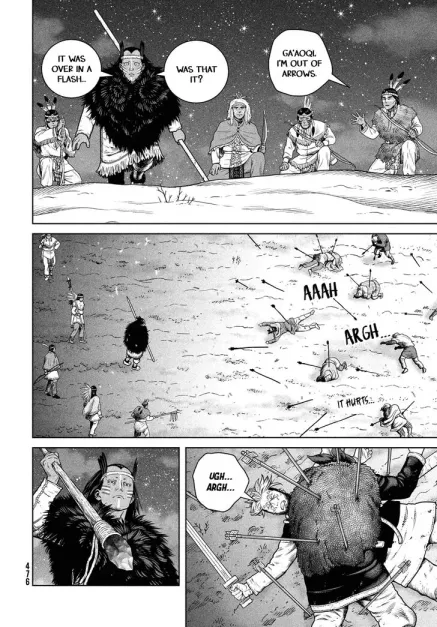 IT WAS
OVER IN A
FLASH..
WAS THAT
IT?
GA'AOQI,
I'M OUT OF
ARROWS.
AAAH
ARGH...
IT HURTS...
UGH...
ARGH...
476